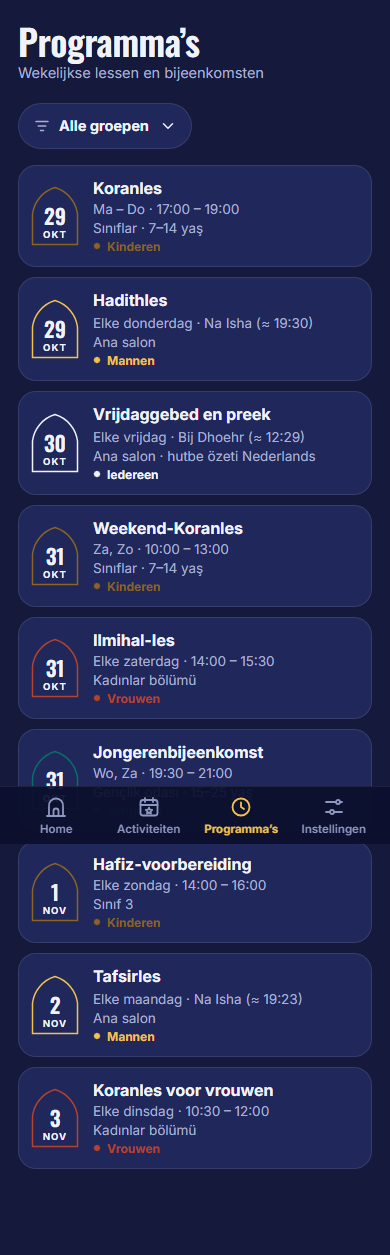 Programma's
Wekelijkse lessen en bijeenkomsten
Alle groepen
29
OKT
Koranles
Ma – Do · 17:00 – 19:00
Sınıflar · 7–14 yaş
Kinderen
29
OKT
Hadithles
Elke donderdag · Na Isha (≈ 19:30)
Ana salon
Mannen
30
OKT
Vrijdaggebed en preek
Elke vrijdag · Bij Dhoehr (≈ 12:29)
Ana salon · hutbe özeti Nederlands
Iedereen
31
OKT
Weekend-Koranles
Za, Zo · 10:00 – 13:00
Sınıflar · 7–14 yaş
Kinderen
31
OKT
Ilmihal-les
Elke zaterdag · 14:00 – 15:30
Kadınlar bölümü
Vrouwen
31
Jongerenbijeenkomst
Wo, Za · 19:30 – 21:00
Home
Activiteiten
Programma's
Instellingen
1
NOV
Hafiz-voorbereiding
Elke zondag · 14:00 – 16:00
Sınıf 3
Kinderen
2
NOV
Tafsirles
Elke maandag · Na Isha (≈ 19:23)
Ana salon
Mannen
3
NOV
Koranles voor vrouwen
Elke dinsdag · 10:30 – 12:00
Kadınlar bölümü
Vrouwen